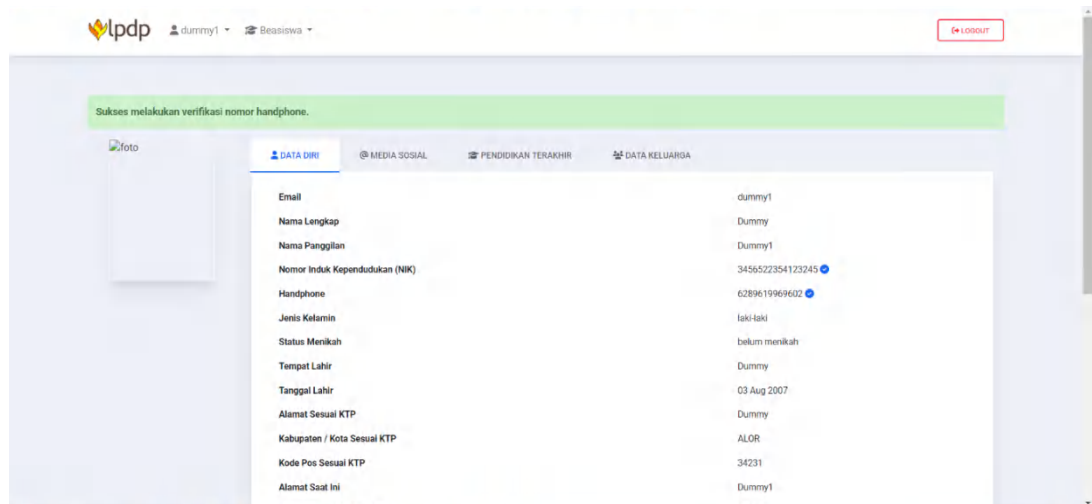 lpdp dummy1 Beasiswa LOGOUT
Sukses melakukan verifikasi nomor handphone.
foto
DATA DIRI @ MEDIA SOSIAL PENDIDIKAN TERAKHIR DATA KELUARGA
Email dummy1
Nama Lengkap Dummy
Nama Panggilan Dummy1
Nomor Induk Kependudukan (NIK) 3456522354123245
Handphone 6289619969602
Jenis Kelamin laki-laki
Status Menikah belum menikah
Tempat Lahir Dummy
Tanggal Lahir 03 Aug 2007
Alamat Sesuai KTP Dummy
Kabupaten / Kota Sesuai KTP ALOR
Kode Pos Sesuai KTP 34231
Alamat Saat Ini Dummy1